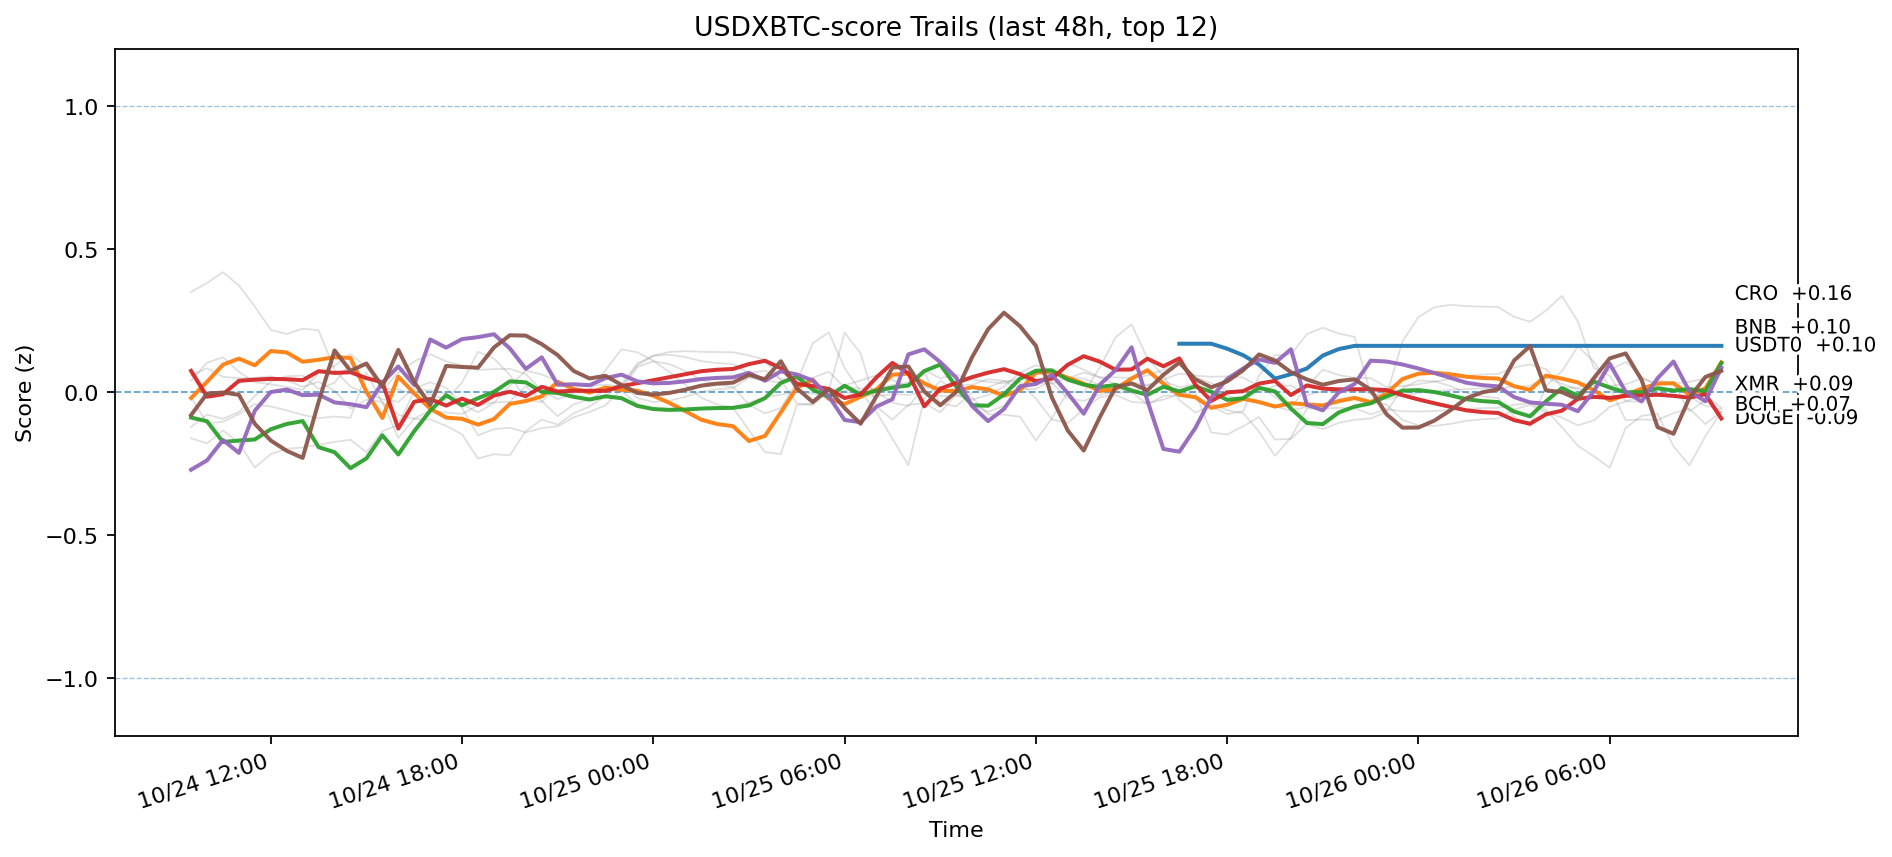 USDXBTC-score Trails (last 48h, top 12)
1.0
0.5
0.0
−0.5
−1.0
Score (z)
CRO +0.16
BNB +0.10
USDT0 +0.10
XMR +0.09
BCH +0.07
DOGE -0.09
10/24 12:00
10/24 18:00
10/25 00:00
10/25 06:00
10/25 12:00
10/25 18:00
10/26 00:00
10/26 06:00
Time